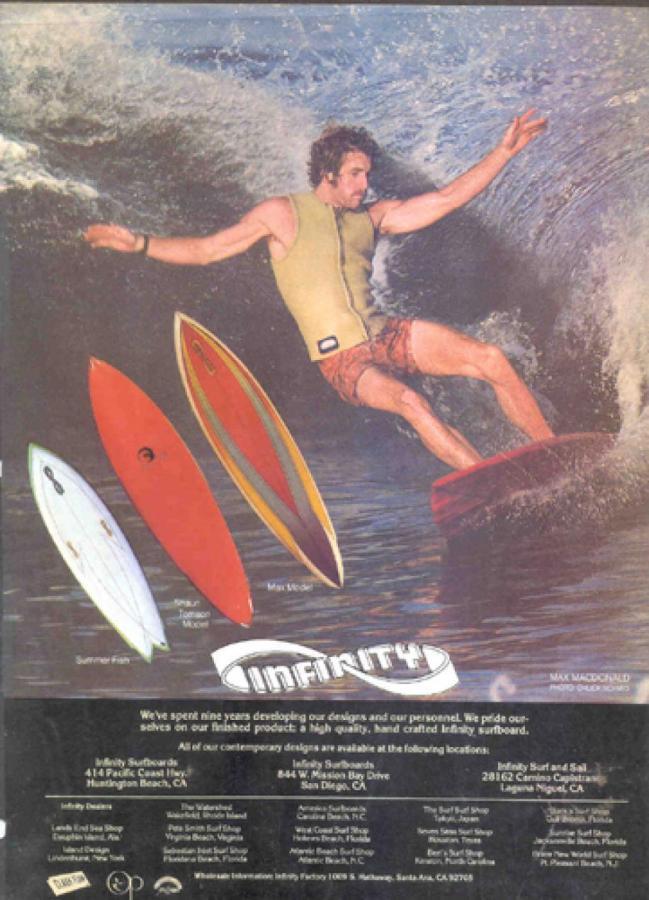 Max Model
Shaun
Tomson
Model
Summer Fish
INFINITY
MAX MACDONALD
PHOTO: CHUCK
We've spent nine years developing our designs and our personnel. We pride our-
selves on our finished product: a high quality, hand crafted Infinity surfboard.
All of our contemporary designs are available at the following locations:
Infinity Surfboards
414 Pacific Coast Hwy.
Huntington Beach, CA
Infinity Surfboards
844 W. Mission Bay Drive
San Diego, CA
Infinity Surf and Sail
28162 Camino Capistrano
Laguna Niguel, CA
Infinity Dealers
Lands End Sea Shop
Dauphin Island, Ala.
Island Design
Lindenhurst, New York
The Watershed
Wakefield, Rhode Island
Pete Smith Surf Shop
Virginia Beach, Virginia
Sebastian Inlet Surf Shop
Floridana Beach, Florida
America Surfboards
Carolina Beach, N.C.
West Coast Surf Shop
Holmes Beach, Florida
Atlantic Beach Surf Shop
Atlantic Beach, N.C.
The Surf Surf Shop
Tokyo, Japan
Seven Seas Surf Shop
Houston, Texas
Surf Shop
North Carolina
Surf Shop
Florida
Sunrise Surf Shop
Jacksonville Beach, Florida
Brave New World Surf Shop
Pt. Pleasant Beach, N.J.
CLARK FOAM
op
Wholesale Information: Infinity Factory 1009 S. Hathaway, Santa Ana, CA 92705